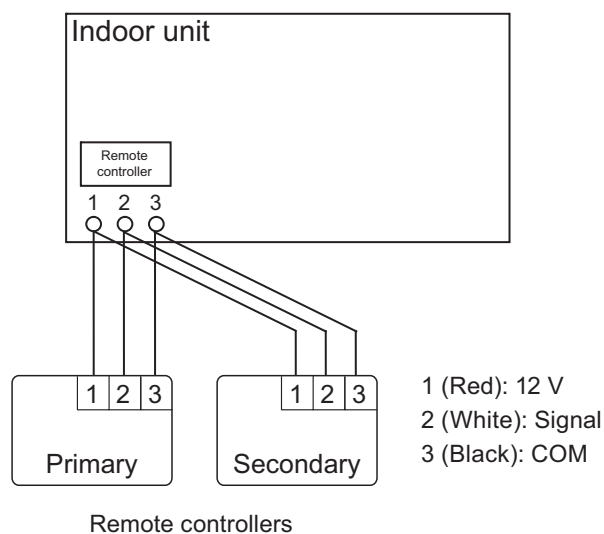 Indoor unit
Remote
controller
1 2 3
1 2 3
Primary
1 2 3
Secondary
1 (Red): 12 V
2 (White): Signal
3 (Black): COM
Remote controllers